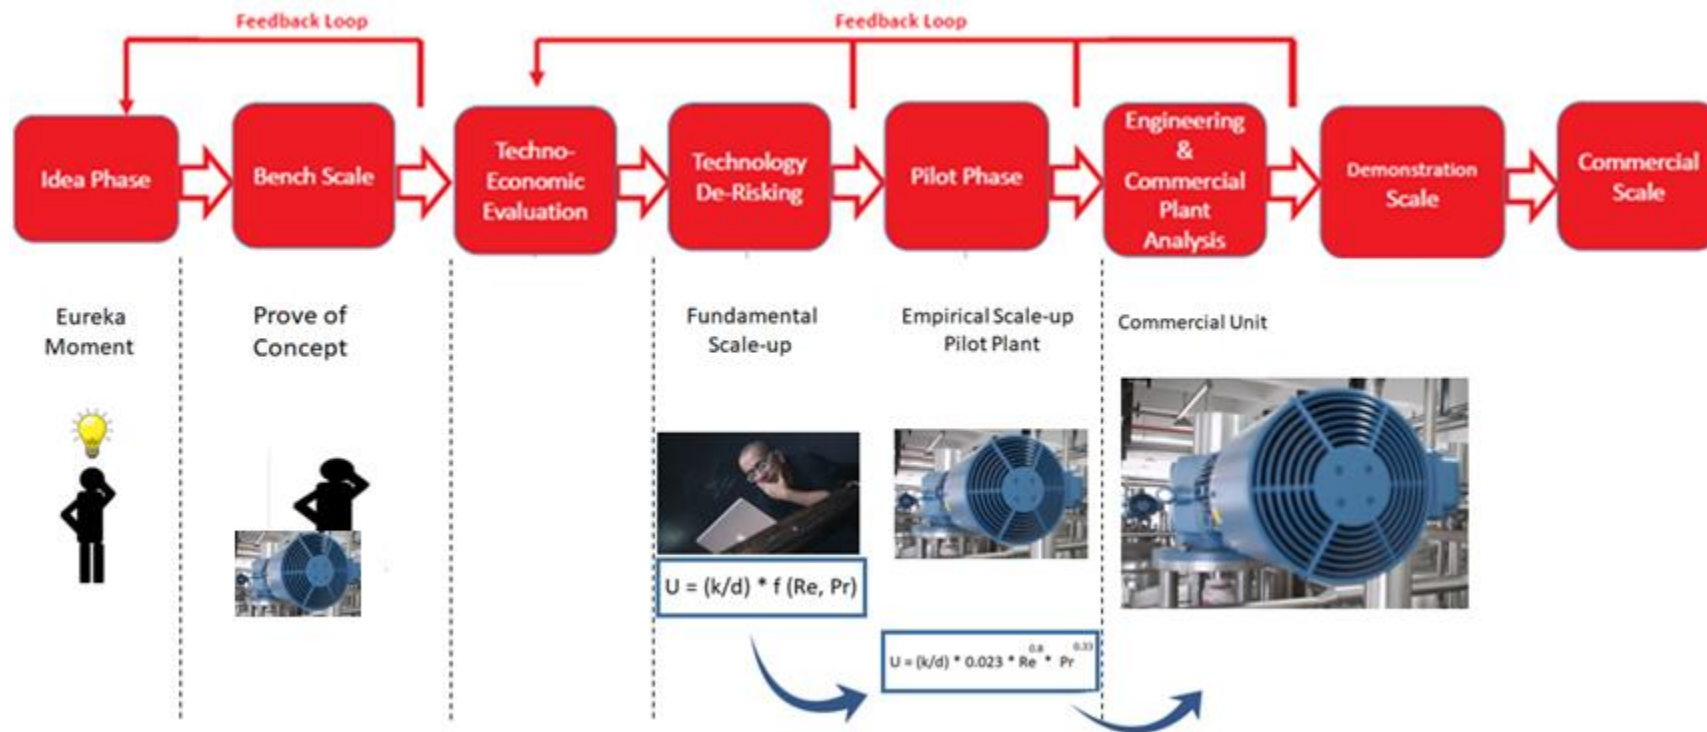 Feedback Loop
Feedback Loop
Idea Phase
Bench Scale
Techno-
Economic
Evaluation
Technology
De-Risking
Pilot Phase
Engineering
&
Commercial
Plant
Analysis
Demonstration
Scale
Commercial
Scale
Eureka
Moment
Prove of
Concept
Fundamental
Scale-up
Empirical Scale-up
Pilot Plant
Commercial Unit
U = (k/d) * f (Re, Pr)
U = (k/d) * 0.023 * Re^0.8 * Pr^0.33